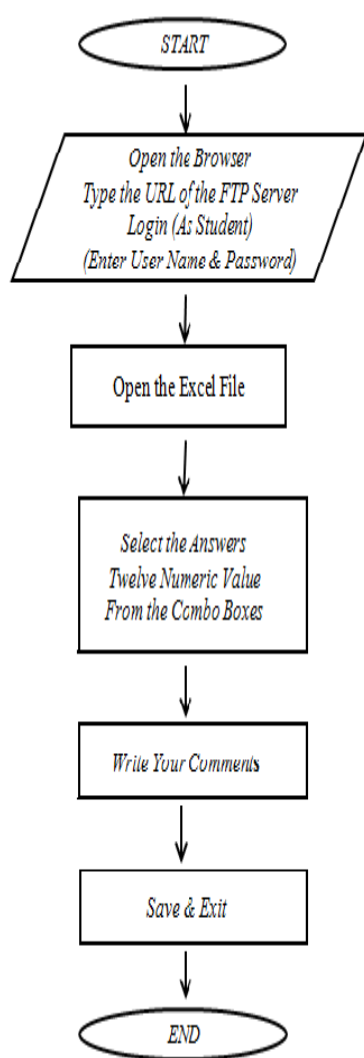 START
Open the Browser
Type the URL of the FTP Server
Login (As Student)
(Enter User Name & Password)
Open the Excel File
Select the Answers
Twelve Numeric Value
From the Combo Boxes
Write Your Comments
Save & Exit
END